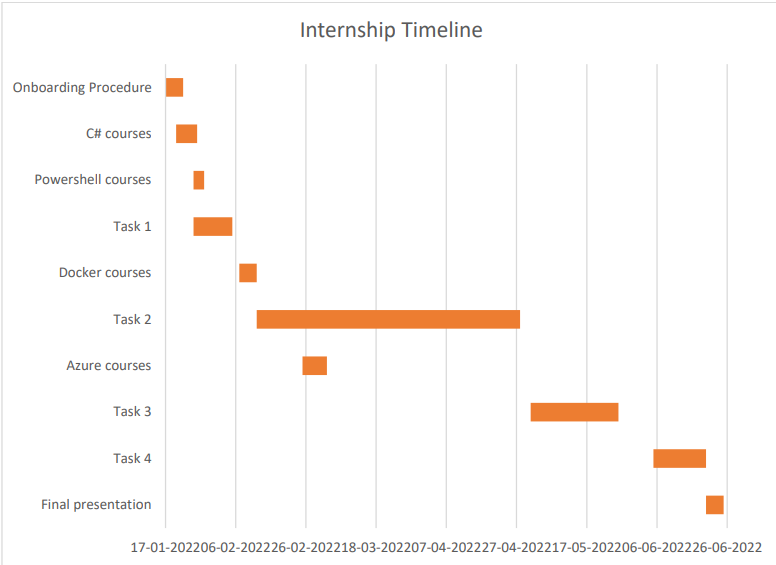 Internship Timeline
Onboarding Procedure
C# courses
Powershell courses
Task 1
Docker courses
Task 2
Azure courses
Task 3
Task 4
Final presentation
17-01-202206-02-202226-02-202218-03-202207-04-202227-04-202217-05-202206-06-202226-06-2022